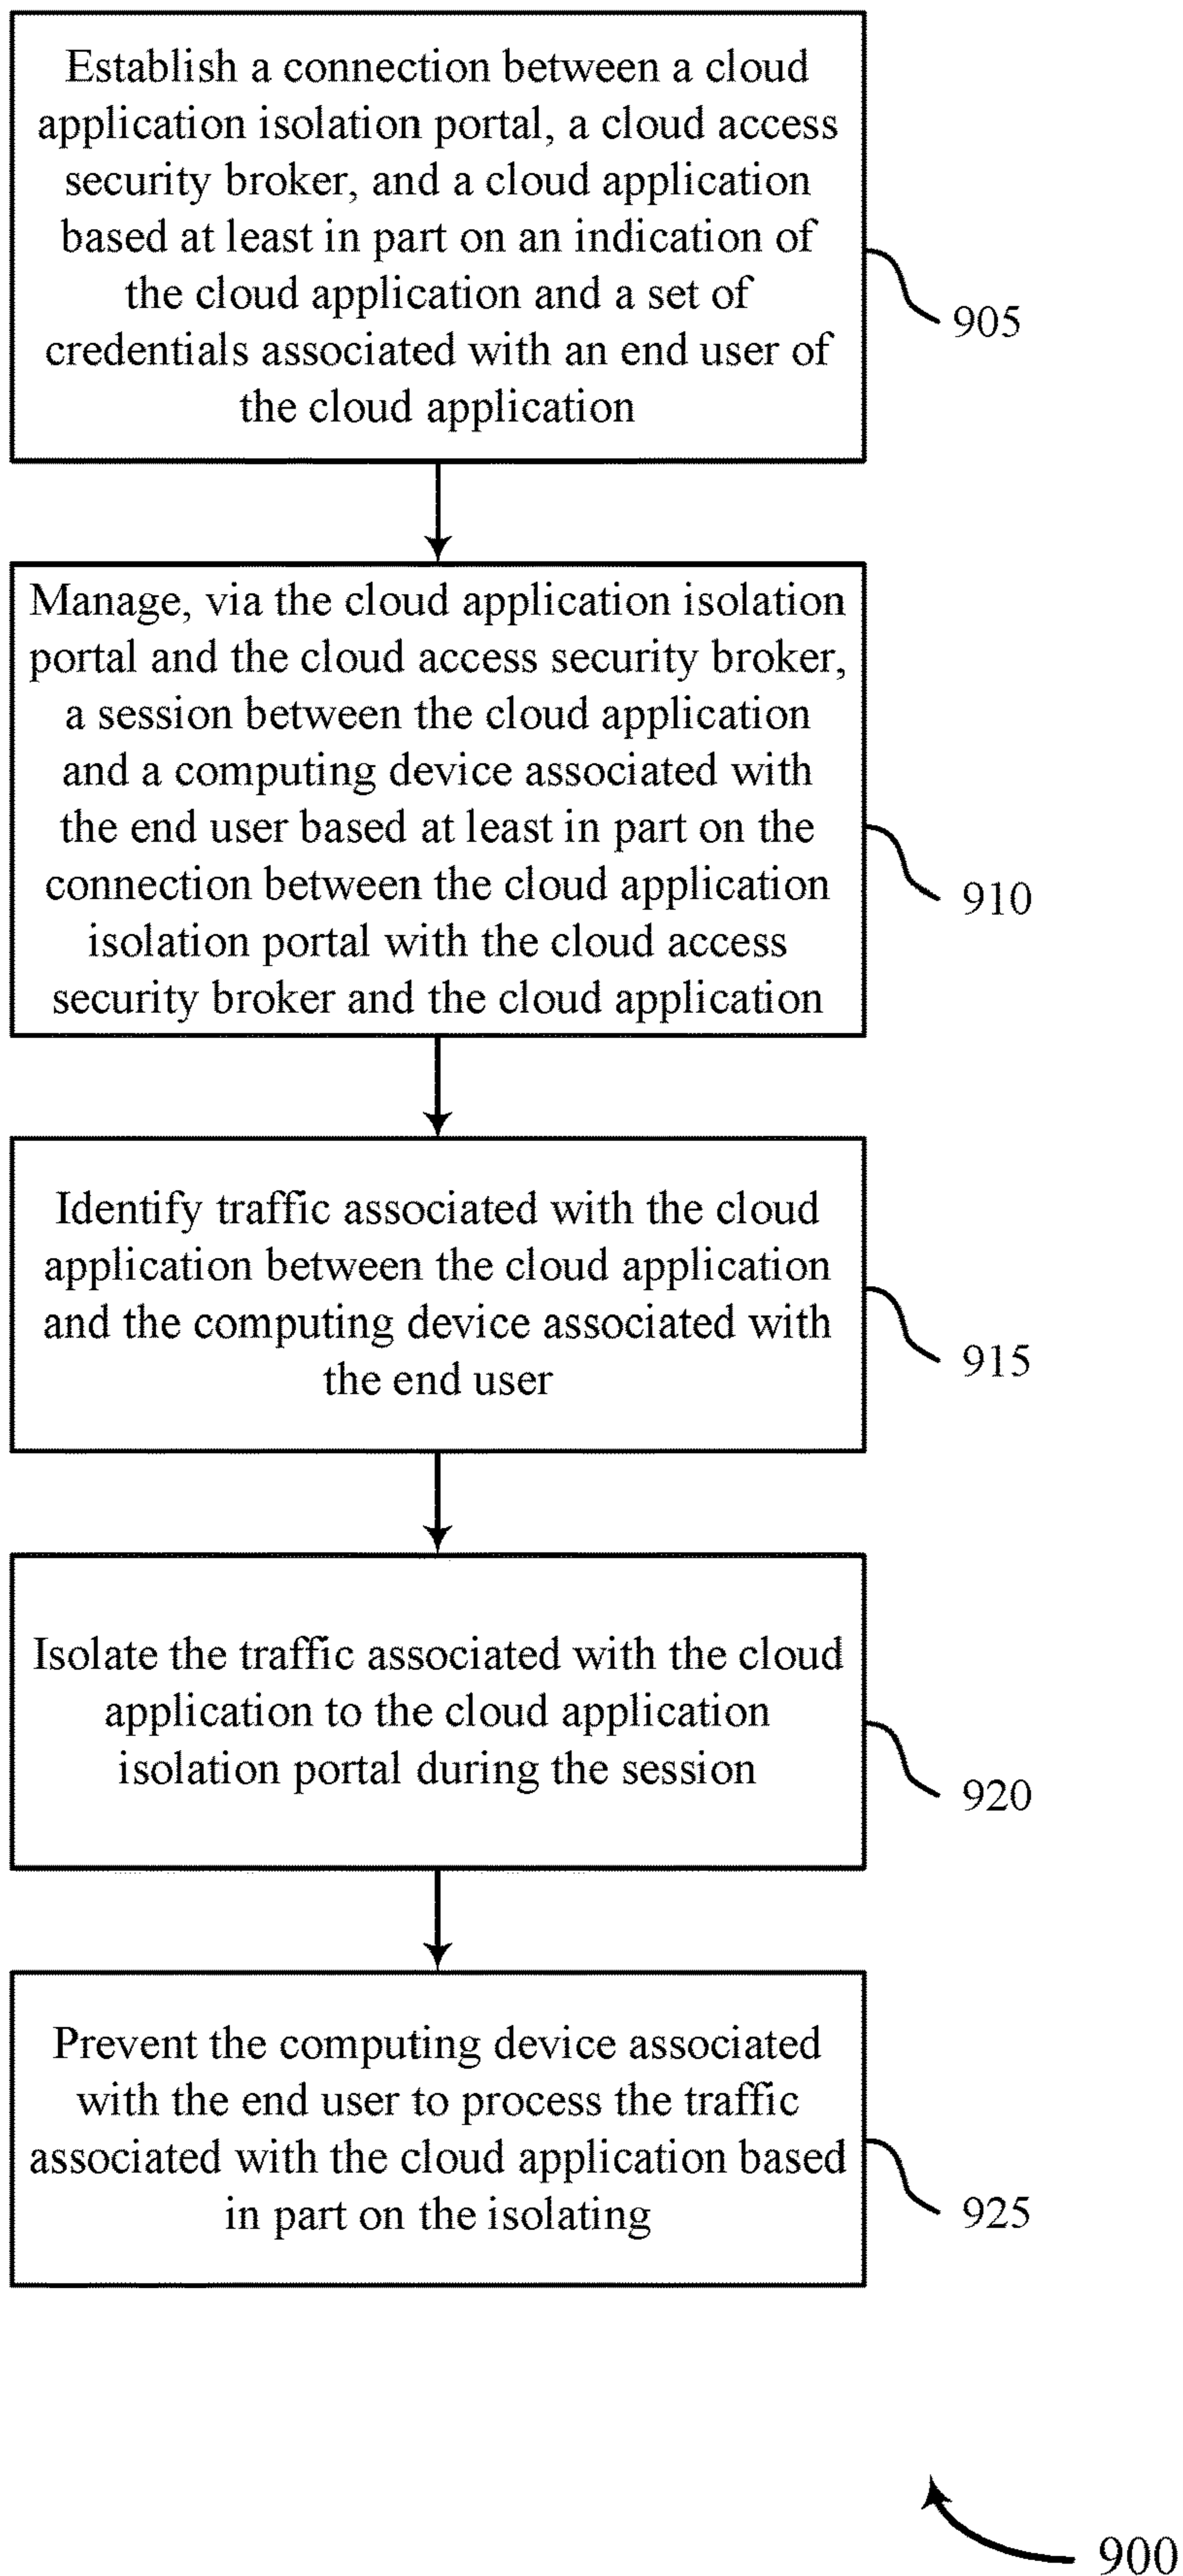 Establish a connection between a cloud
application isolation portal, a cloud access
security broker, and a cloud application
based at least in part on an indication of
the cloud application and a set of
credentials associated with an end user of
the cloud application
905
Manage, via the cloud application isolation
portal and the cloud access security broker,
a session between the cloud application
and a computing device associated with
the end user based at least in part on the
connection between the cloud application
isolation portal with the cloud access
security broker and the cloud application
910
Identify traffic associated with the cloud
application between the cloud application
and the computing device associated with
the end user
915
Isolate the traffic associated with the cloud
application to the cloud application
isolation portal during the session
920
Prevent the computing device associated
with the end user to process the traffic
associated with the cloud application based
in part on the isolating
925
900